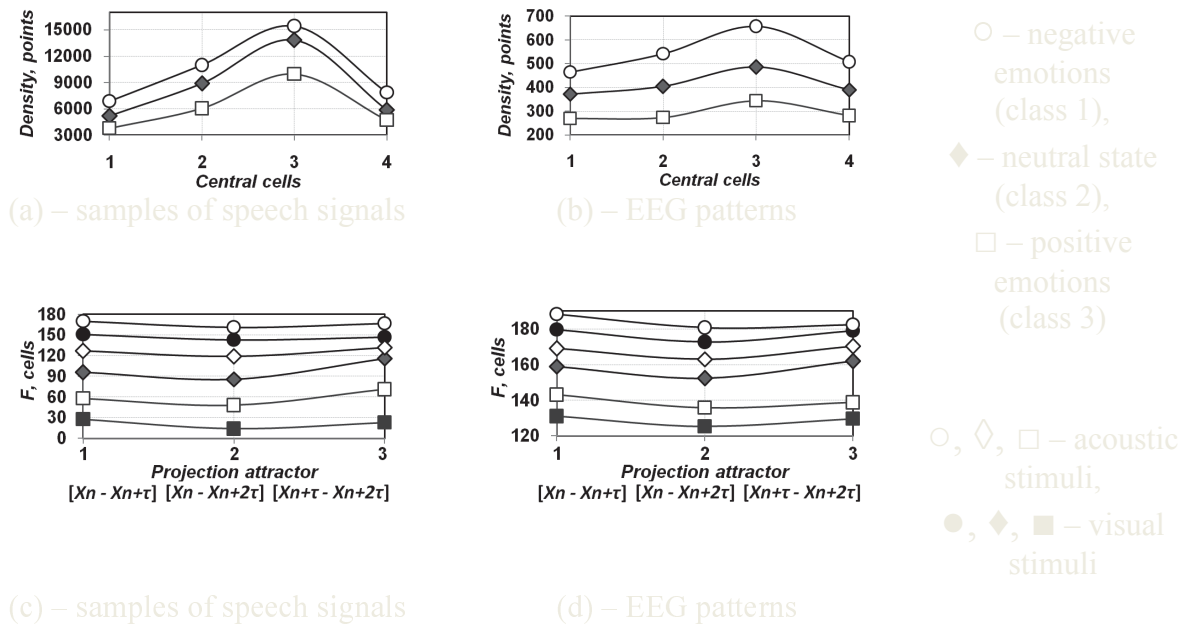 15000
12000
9000
6000
3000
Density, points
1 2 3 4
Central cells
(a) – samples of speech signals
700
600
500
400
300
200
Density, points
1 2 3 4
Central cells
(b) – EEG patterns
○ – negative
emotions
(class 1),
♦ – neutral state
(class 2),
□ – positive
emotions
(class 3)
180
150
120
90
60
30
0
F, cells
1 2 3
Projection attractor
[Xn - Xn+τ] [Xn - Xn+2τ] [Xn+τ - Xn+2τ]
(c) – samples of speech signals
180
160
140
120
F, cells
1 2 3
Projection attractor
[Xn - Xn+τ] [Xn - Xn+2τ] [Xn+τ - Xn+2τ]
(d) – EEG patterns
○, ◇, □ – acoustic
stimuli,
●, ♦, ■ – visual
stimuli